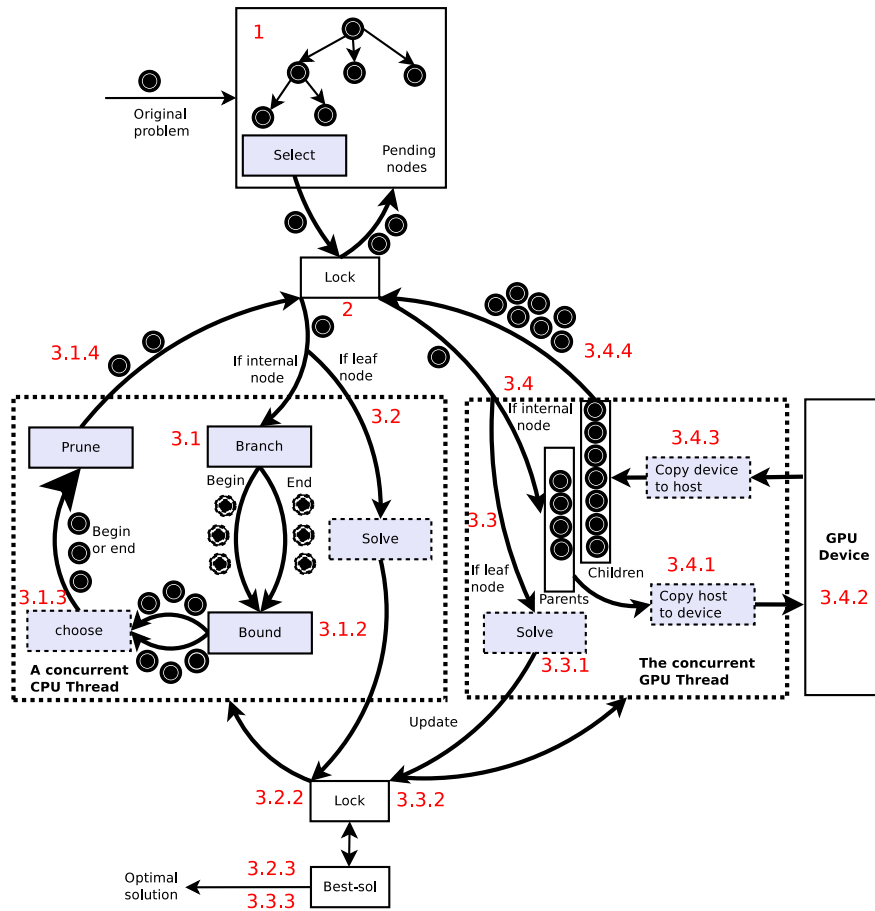 1
Original
problem
Select
Pending
nodes
Lock
2
3.1.4
If internal
node
If leaf
node
3.2
3.4
3.4.4
If internal
node
Prune
3.1
Branch
Begin
End
Begin
or end
Solve
3.4.3
Copy device
to host
3.3
If leaf
node
Children
Parents
3.4.1
Copy host
to device
GPU
Device
3.4.2
3.1.3
choose
Bound
3.1.2
Solve
3.3.1
A concurrent
CPU Thread
The concurrent
GPU Thread
Update
3.2.2
Lock
3.3.2
Optimal
solution
3.2.3
3.3.3
Best-sol